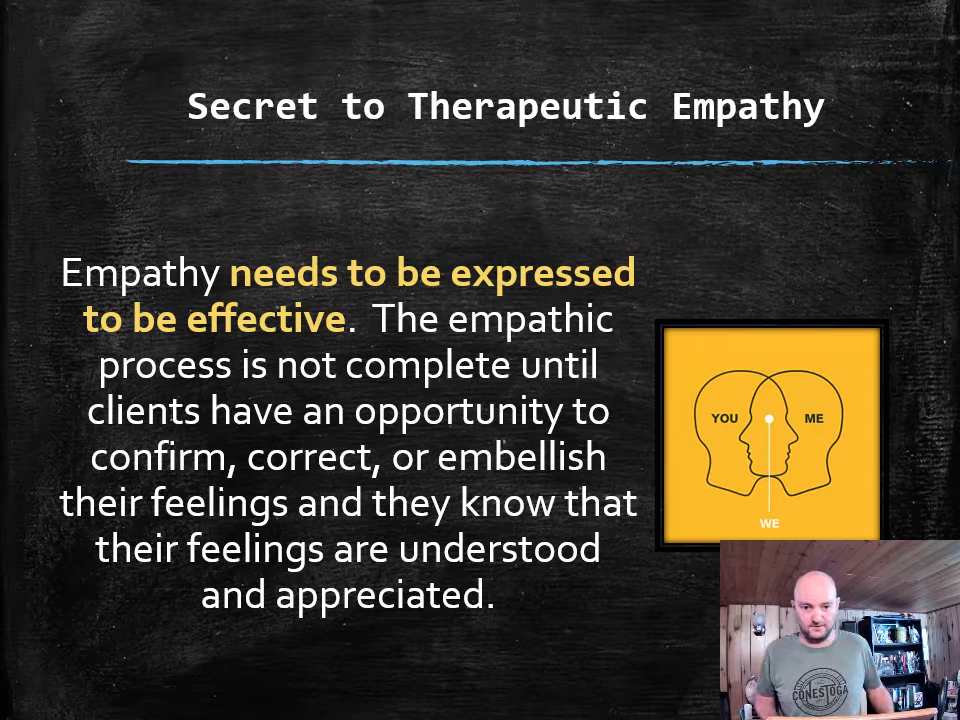 Secret to Therapeutic Empathy
Empathy needs to be expressed
to be effective.  The empathic
process is not complete until
clients have an opportunity to
confirm, correct, or embellish
their feelings and they know that
their feelings are understood
and appreciated.
YOU ME
WE
CONESTOGA